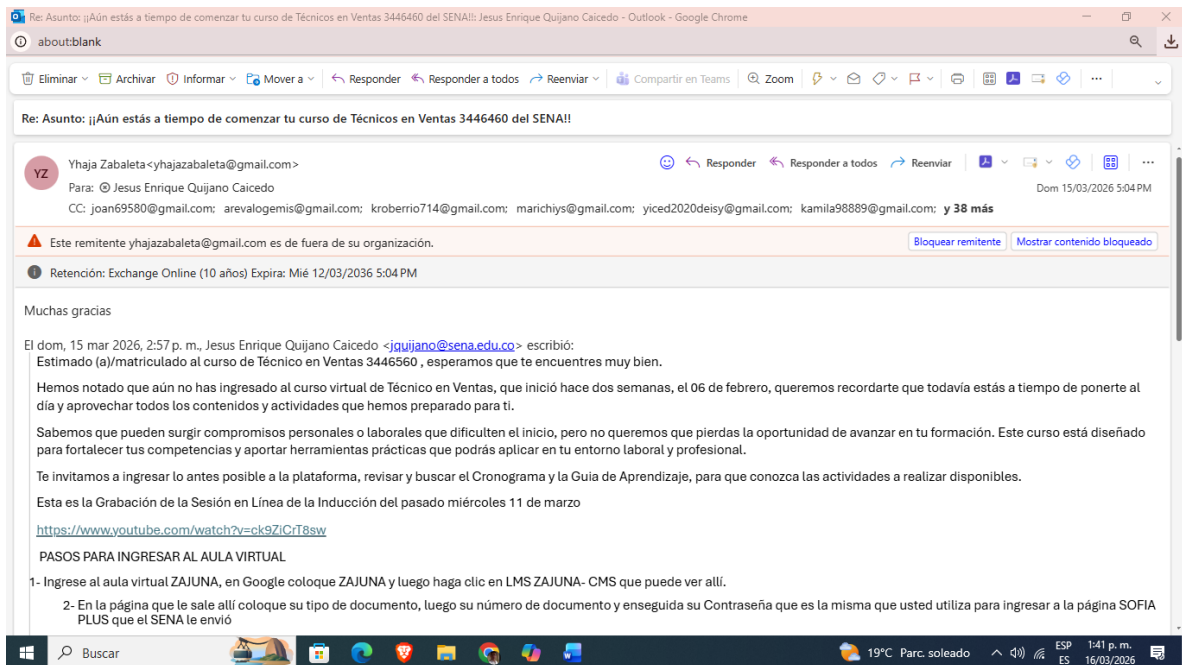 Re: Asunto: ¡¡Aún estás a tiempo de comenzar tu curso de Técnicos en Ventas 3446460 del SENA!!: Jesus Enrique Quijano Caicedo - Outlook - Google Chrome
about:blank
Eliminar Archivar Informar Mover a Responder Responder a todos Reenviar Compartir en Teams Zoom ...
Re: Asunto: ¡¡Aún estás a tiempo de comenzar tu curso de Técnicos en Ventas 3446460 del SENA!!
YZ
Yhaja Zabaleta<yhajazabaleta@gmail.com>
Responder Responder a todos Reenviar ...
Para: Jesus Enrique Quijano Caicedo
Dom 15/03/2026 5:04 PM
CC: joan69580@gmail.com; arevalogemis@gmail.com; kroberrio714@gmail.com; marichiys@gmail.com; yiced2020deisy@gmail.com; kamila98889@gmail.com; y 38 más
Este remitente yhajazabaleta@gmail.com es de fuera de su organización.
Bloquear remitente Mostrar contenido bloqueado
Retención: Exchange Online (10 años) Expira: Mié 12/03/2036 5:04 PM
Muchas gracias
El dom, 15 mar 2026, 2:57 p. m., Jesus Enrique Quijano Caicedo <jquijano@sena.edu.co> escribió:
Estimado (a)/matriculado al curso de Técnico en Ventas 3446560 , esperamos que te encuentres muy bien.
Hemos notado que aún no has ingresado al curso virtual de Técnico en Ventas, que inició hace dos semanas, el 06 de febrero, queremos recordarte que todavía estás a tiempo de ponerte al
día y aprovechar todos los contenidos y actividades que hemos preparado para ti.
Sabemos que pueden surgir compromisos personales o laborales que dificulten el inicio, pero no queremos que pierdas la oportunidad de avanzar en tu formación. Este curso está diseñado
para fortalecer tus competencias y aportar herramientas prácticas que podrás aplicar en tu entorno laboral y profesional.
Te invitamos a ingresar lo antes posible a la plataforma, revisar y buscar el Cronograma y la Guia de Aprendizaje, para que conozca las actividades a realizar disponibles.
Esta es la Grabación de la Sesión en Línea de la Inducción del pasado miércoles 11 de marzo
https://www.youtube.com/watch?v=ck9ZiCrT8sw
PASOS PARA INGRESAR AL AULA VIRTUAL
1- Ingrese al aula virtual ZAJUNA, en Google coloque ZAJUNA y luego haga clic en LMS ZAJUNA- CMS que puede ver allí.
2- En la página que le sale allí coloque su tipo de documento, luego su número de documento y enseguida su Contraseña que es la misma que usted utiliza para ingresar a la página SOFIA
PLUS que el SENA le envió
Buscar
19°C Parc. soleado
ESP
ES
1:41 p. m.
16/03/2026